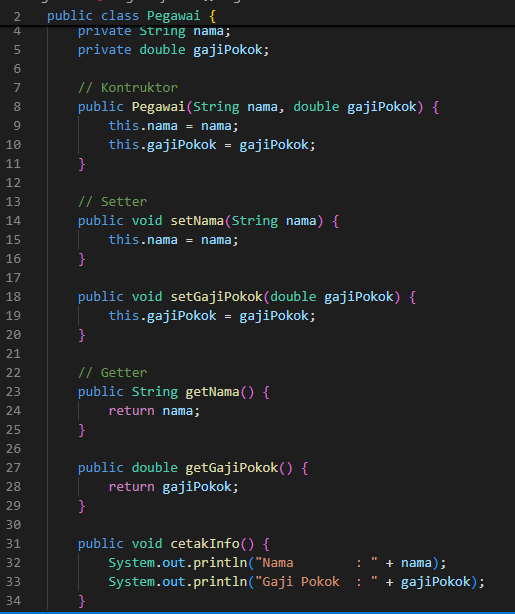 2 public class Pegawai {
4 private String nama;
5 private double gajiPokok;
6
7 // Kontruktor
8 public Pegawai(String nama, double gajiPokok) {
9 this.nama = nama;
10 this.gajiPokok = gajiPokok;
11 }
12
13 // Setter
14 public void setNama(String nama) {
15 this.nama = nama;
16 }
17
18 public void setGajiPokok(double gajiPokok) {
19 this.gajiPokok = gajiPokok;
20 }
21
22 // Getter
23 public String getNama() {
24 return nama;
25 }
26
27 public double getGajiPokok() {
28 return gajiPokok;
29 }
30
31 public void cetakInfo() {
32 System.out.println("Nama        : " + nama);
33 System.out.println("Gaji Pokok  : " + gajiPokok);
34 }